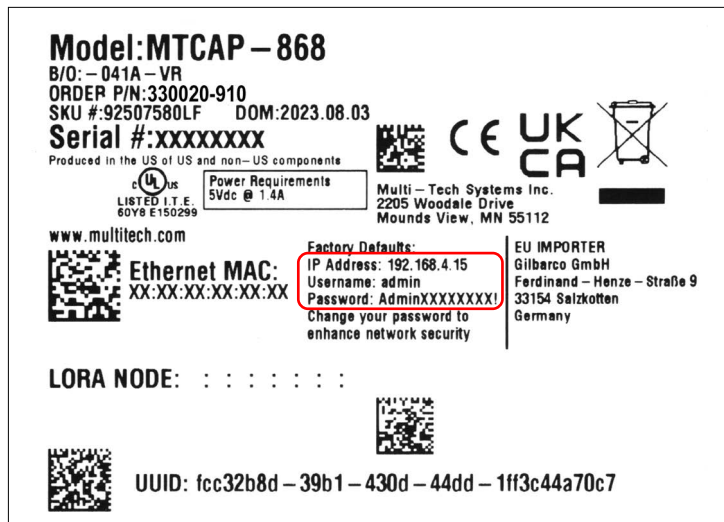 Model:MTCAP – 868
B/O: – 041A – VR
ORDER P/N:330020-910
SKU #:92507580LF DOM:2023.08.03
Serial #:XXXXXXXX
Produced in the US of US and non – US components
c UL us
LISTED I.T.E.
60Y8 E150299
Power Requirements
5Vdc @ 1.4A
CE UK CA
Multi – Tech Systems Inc.
2205 Woodale Drive
Mounds View, MN 55112
www.multitech.com
Ethernet MAC:
XX:XX:XX:XX:XX:XX
Factory Defaults:
IP Address: 192.168.4.15
Username: admin
Password: AdminXXXXXXXX!
Change your password to
enhance network security
EU IMPORTER
Gilbarco GmbH
Ferdinand – Henze – Straße 9
33154 Salzkotten
Germany
LORA NODE: : : : : : : :
UUID: fcc32b8d – 39b1 – 430d – 44dd – 1ff3c44a70c7